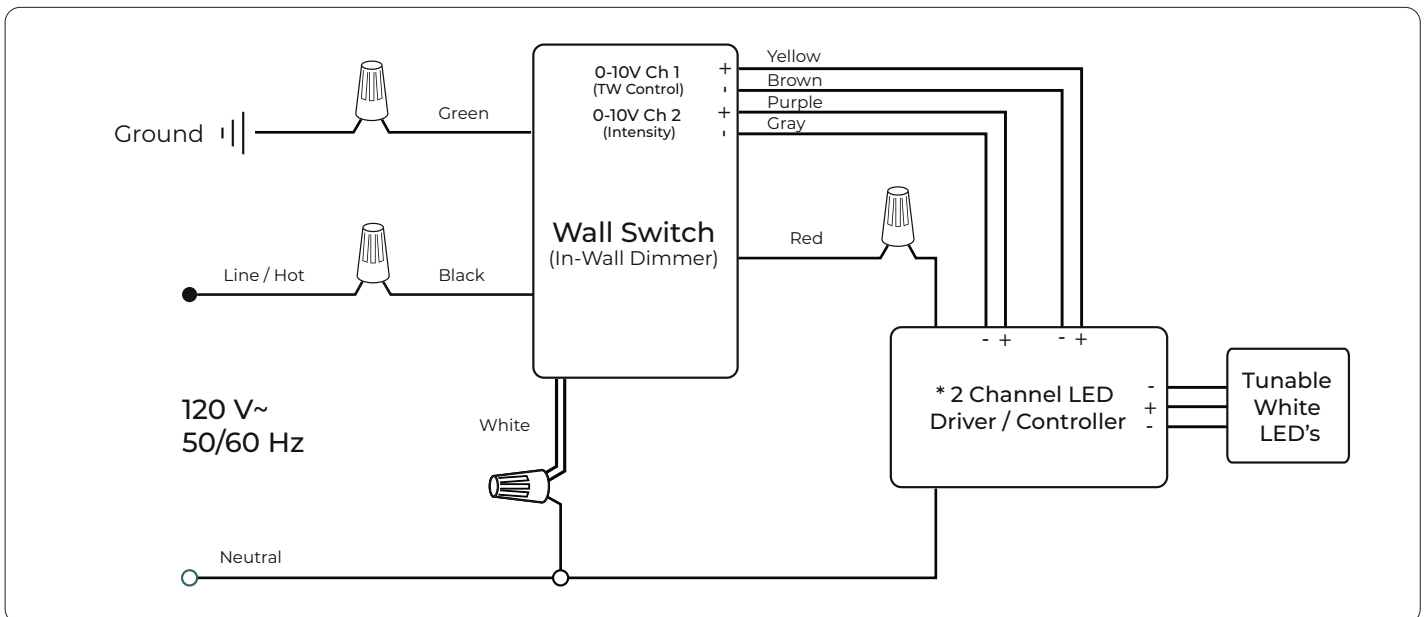 0-10V Ch 1
(TW Control)
+
-
Yellow
Brown
0-10V Ch 2
(Intensity)
+
-
Purple
Gray
Ground
Green
Wall Switch
(In-Wall Dimmer)
Red
Line / Hot
Black
- + - +
* 2 Channel LED
Driver / Controller
-
+
-
Tunable
White
LED's
120 V~
50/60 Hz
White
Neutral